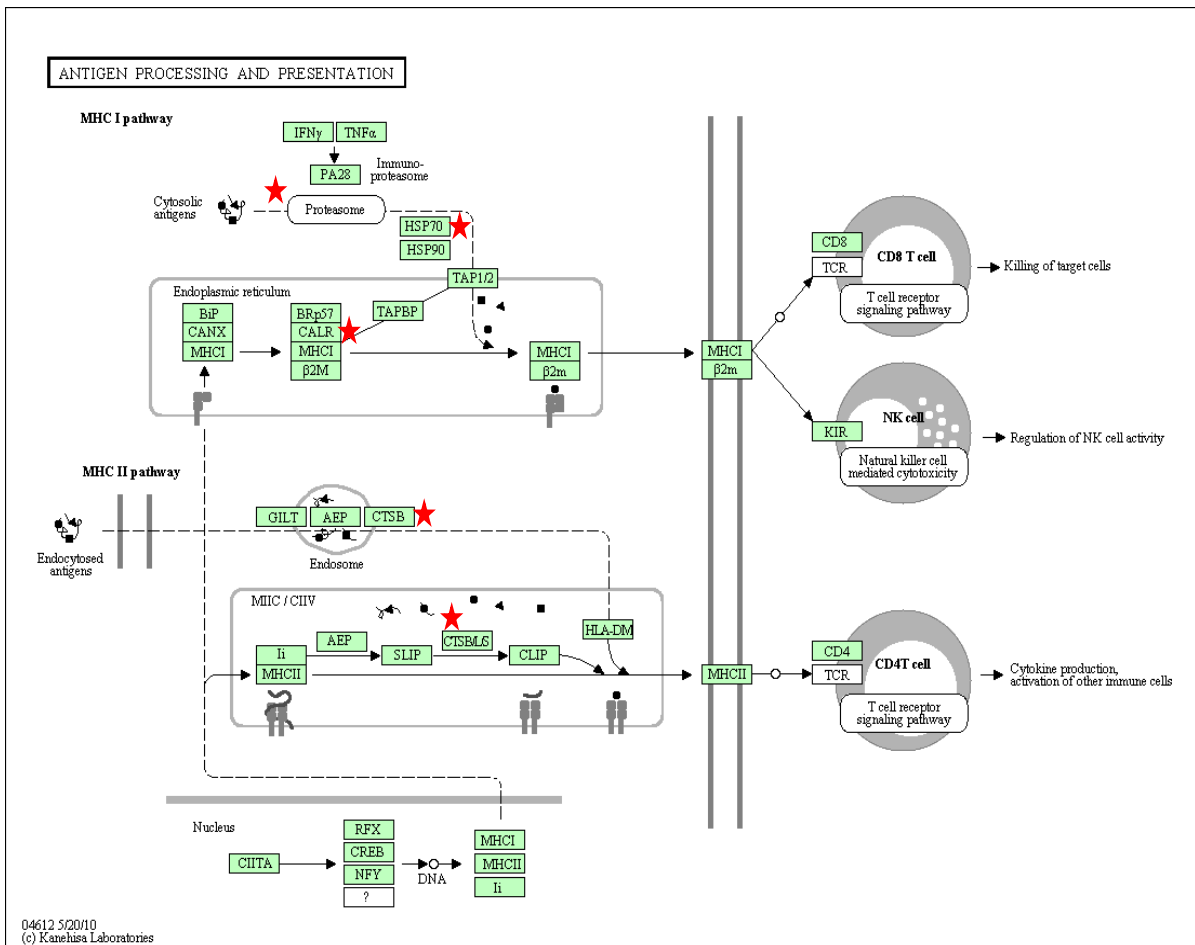 ANTIGEN PROCESSING AND PRESENTATION
MHC I pathway
IFNγ
TNFα
PA28
Immuno-
proteasome
Cytosolic
antigens
Proteasome
HSP70
HSP90
TAP1/2
Endoplasmic reticulum
BiP
CANX
MHCI
BRp57
CALR
MHCI
β2M
TAPBP
MHCI
β2m
MHCI
β2m
CD8
TCR
CD8 T cell
T cell receptor
signaling pathway
Killing of target cells
KIR
NK cell
Natural killer cell
mediated cytotoxicity
Regulation of NK cell activity
MHC II pathway
Endocytosed
antigens
GILT
AEP
CTSB
Endosome
MIIC / CIIV
Ii
MHCII
AEP
SLIP
CTSB/L/S
CLIP
HLA-DM
MHCII
CD4
TCR
CD4T cell
T cell receptor
signaling pathway
Cytokine production,
activation of other immune cells
Nucleus
CIITA
RFX
CREB
NFY
?
DNA
MHCI
MHCII
Ii
04612 5/20/10
(c) Kanehisa Laboratories